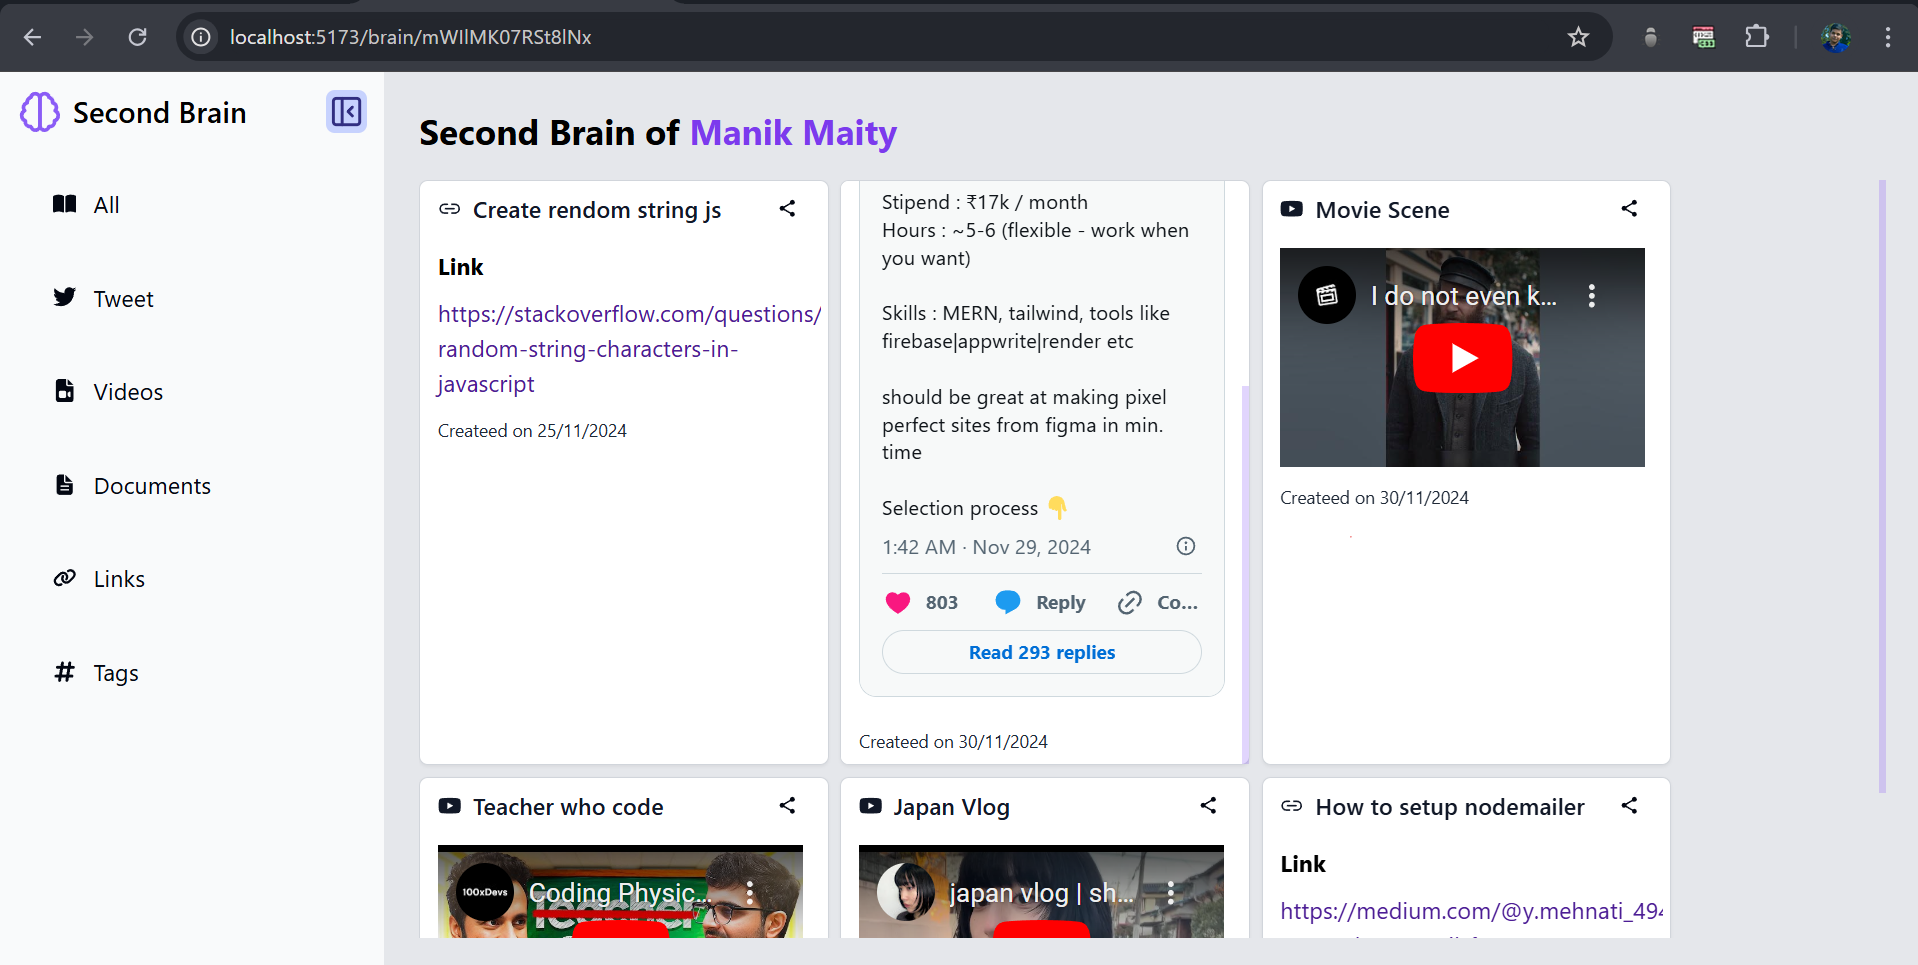 localhost:5173/brain/mWIlMK07RSt8lNx
Second Brain
All
Tweet
Videos
Documents
Links
Tags
Second Brain of Manik Maity
Create rendom string js
Link
https://stackoverflow.com/questions/
random-string-characters-in-
javascript
Createed on 25/11/2024
Stipend : ₹17k / month
Hours : ~5-6 (flexible - work when
you want)
Skills : MERN, tailwind, tools like
firebase|appwrite|render etc
should be great at making pixel
perfect sites from figma in min.
time
Selection process 👇
1:42 AM · Nov 29, 2024
803 Reply Co...
Read 293 replies
Createed on 30/11/2024
Movie Scene
I do not even k...
Createed on 30/11/2024
Teacher who code
100xDevs
Coding Physic...
Teacher
Japan Vlog
japan vlog | sh...
How to setup nodemailer
Link
https://medium.com/@y.mehnati_494